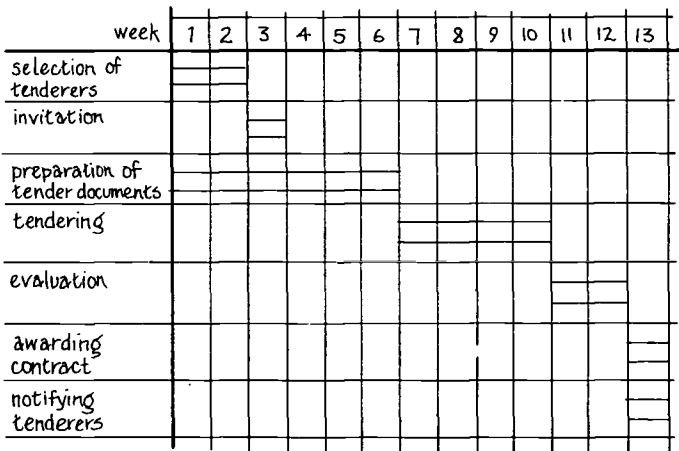 week 1 2 3 4 5 6 7 8 9 10 11 12 13
selection of
tenderers
invitation
preparation of
tender documents
tendering
evaluation
awarding
contract
notifying
tenderers